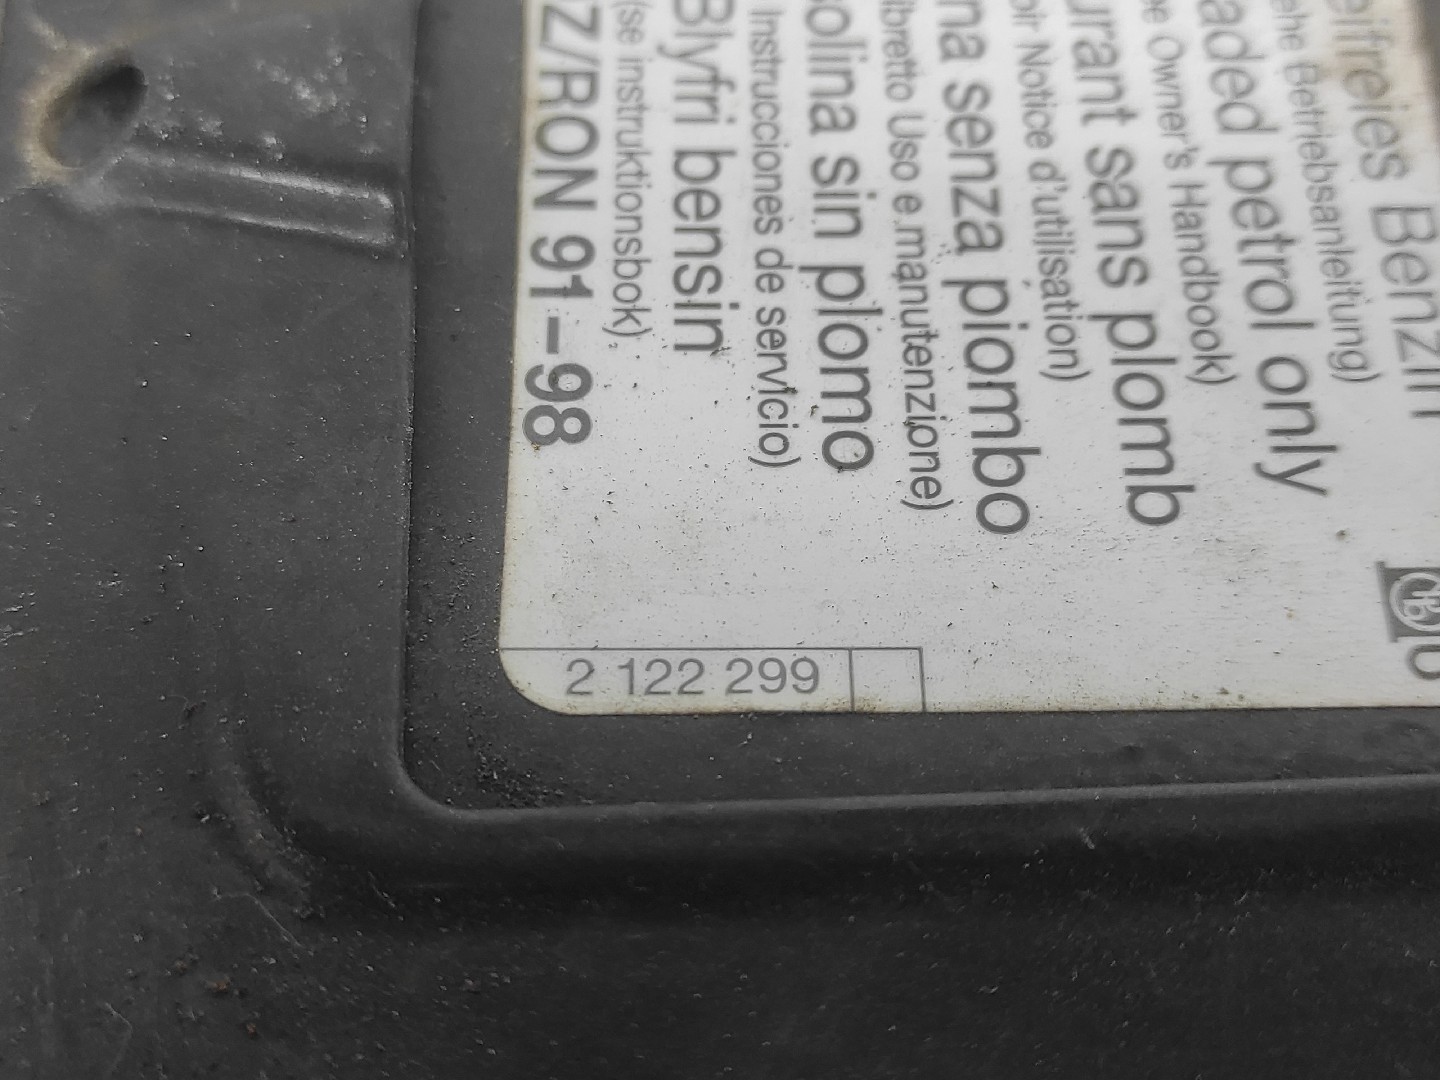 eifreies Benzin
ehe Betriebsanleitung)
aded petrol only
e Owner's Handbook)
urant sans plomb
oir Notice d'utilisation)
na senza piombo
ibretto Uso e manutenzione)
solina sin plomo
Instrucciones de servicio)
Blyfri bensin
(se instruktionsbok)
OZ/RON 91–98
2 122 299